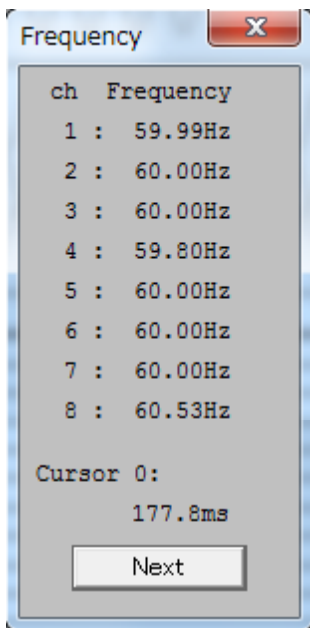 Frequency
ch Frequency
1 : 59.99Hz
2 : 60.00Hz
3 : 60.00Hz
4 : 59.80Hz
5 : 60.00Hz
6 : 60.00Hz
7 : 60.00Hz
8 : 60.53Hz
Cursor 0:
177.8ms
Next